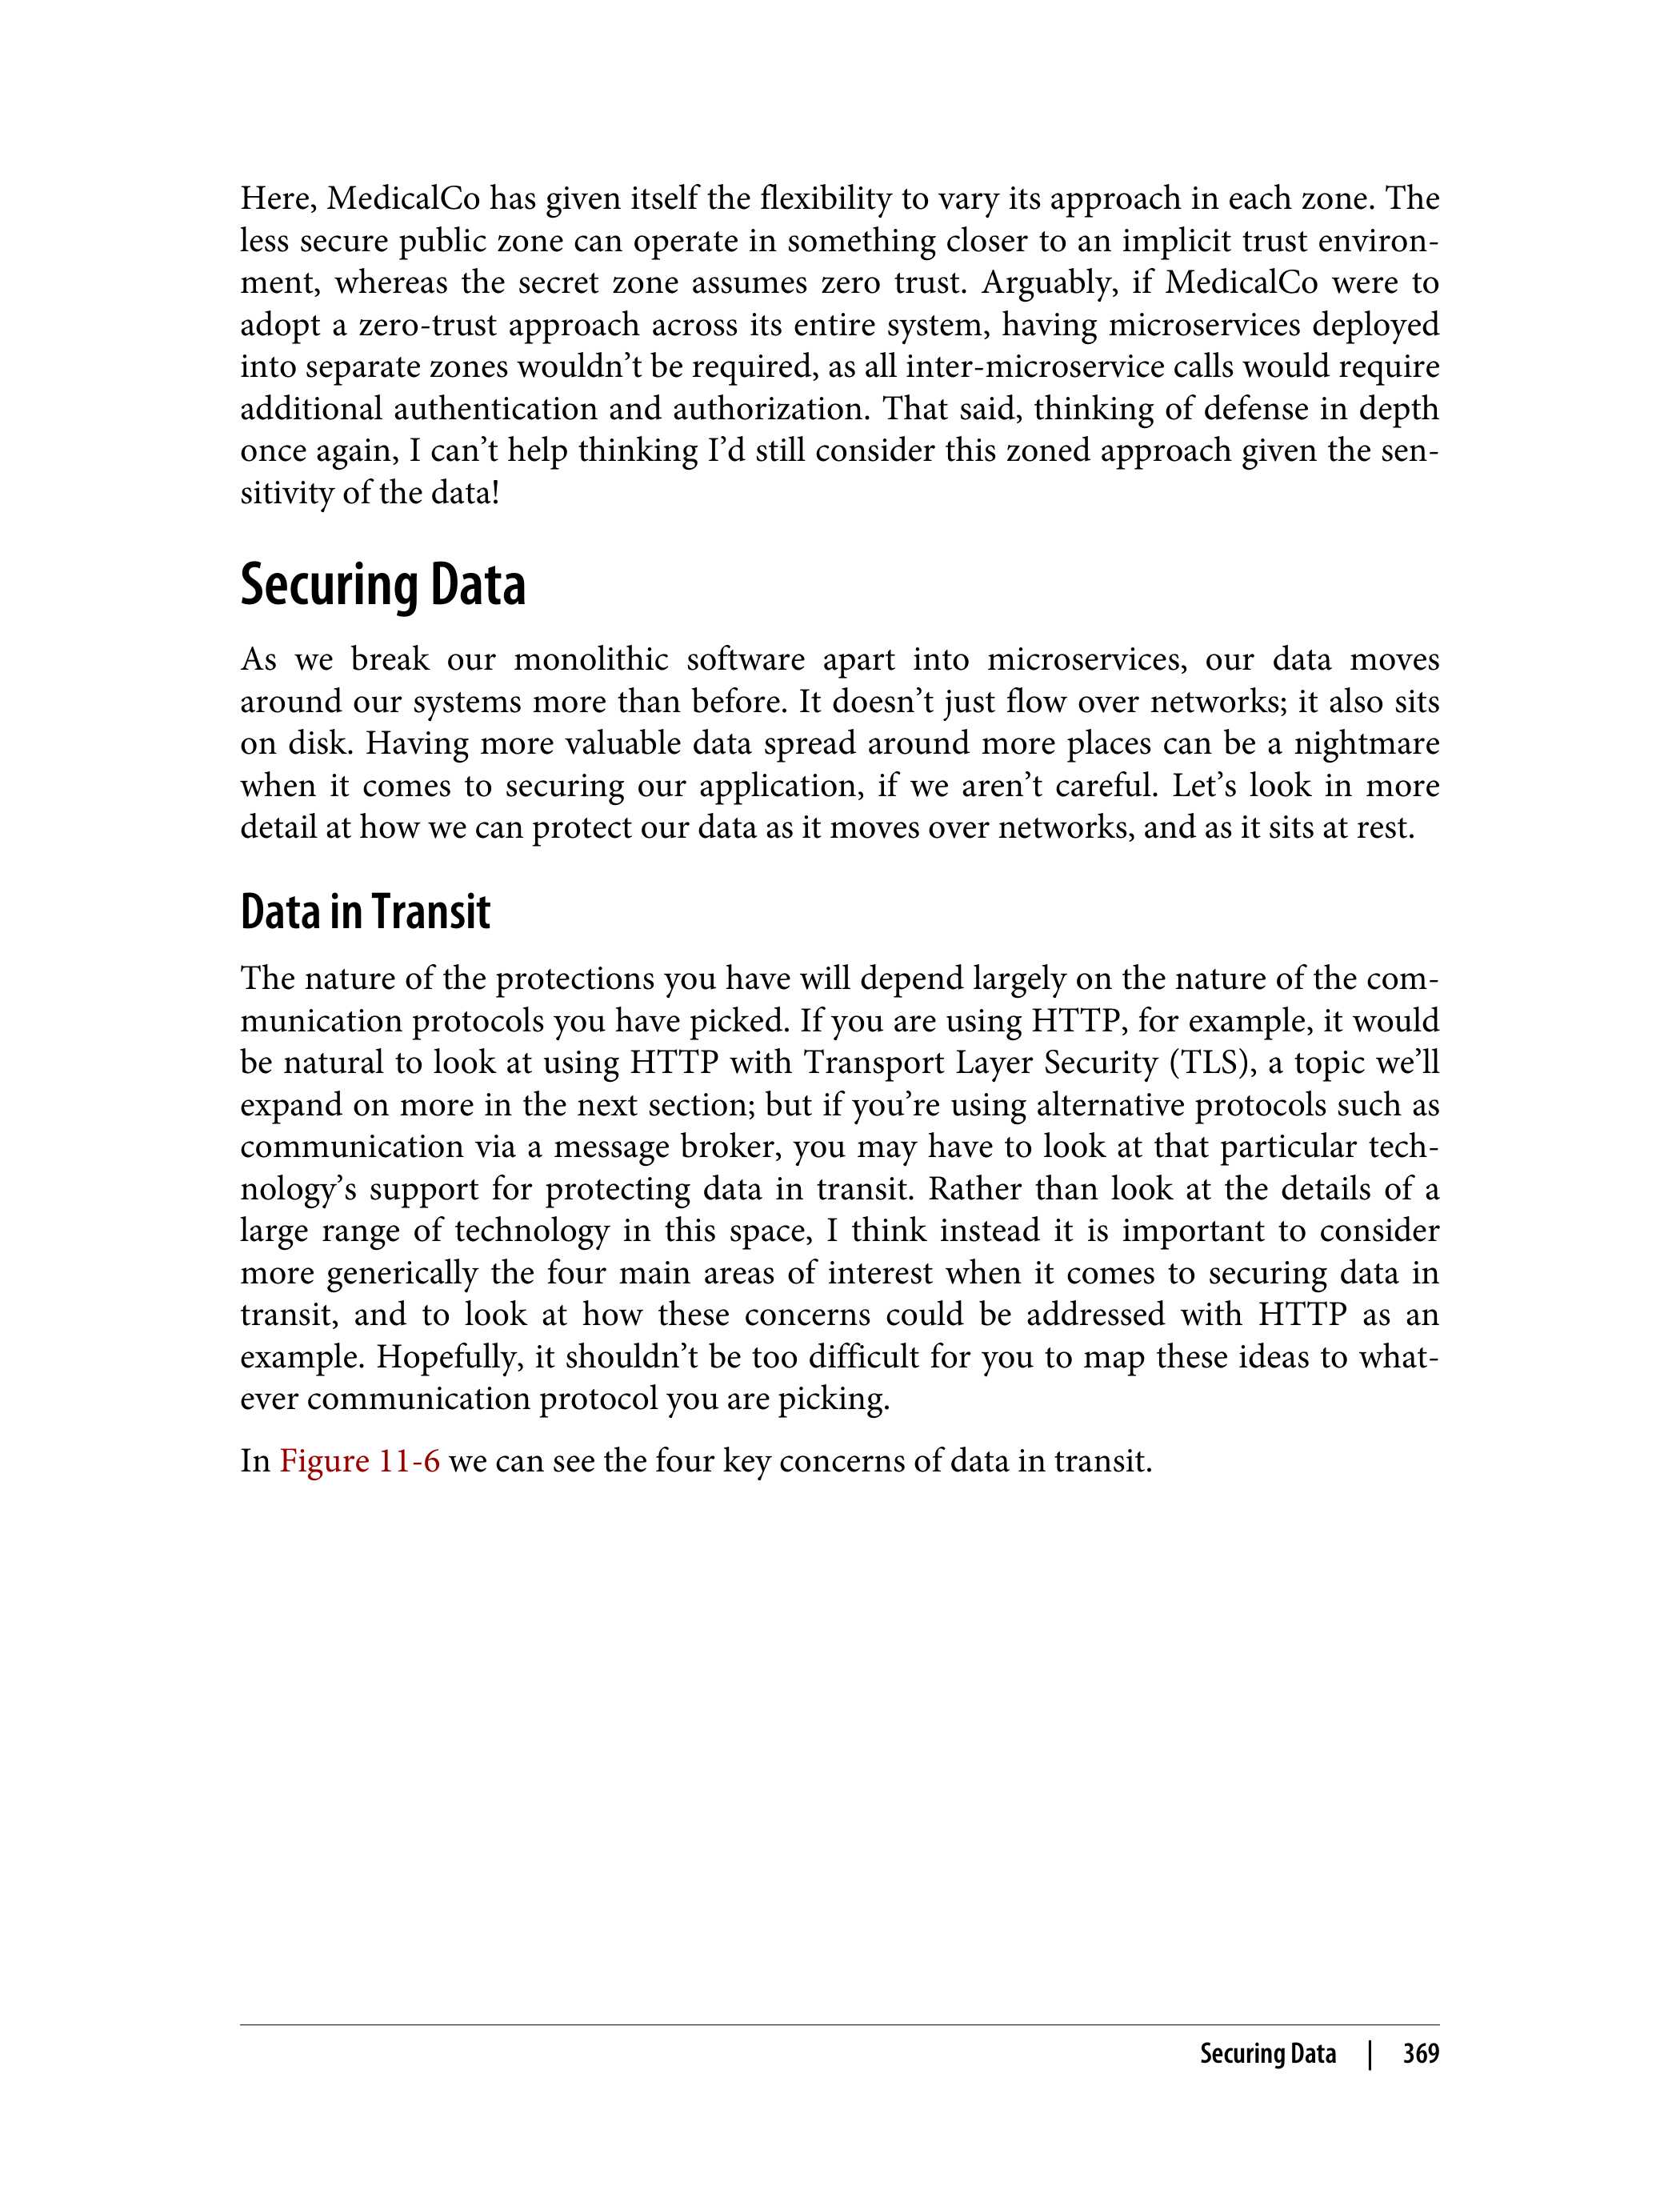 Here, MedicalCo has given itself the flexibility to vary its approach in each zone. The
less secure public zone can operate in something closer to an implicit trust environ-
ment, whereas the secret zone assumes zero trust. Arguably, if MedicalCo were to
adopt a zero-trust approach across its entire system, having microservices deployed
into separate zones wouldn’t be required, as all inter-microservice calls would require
additional authentication and authorization. That said, thinking of defense in depth
once again, I can’t help thinking I’d still consider this zoned approach given the sen-
sitivity of the data!
Securing Data
As we break our monolithic software apart into microservices, our data moves
around our systems more than before. It doesn’t just flow over networks; it also sits
on disk. Having more valuable data spread around more places can be a nightmare
when it comes to securing our application, if we aren’t careful. Let’s look in more
detail at how we can protect our data as it moves over networks, and as it sits at rest.
Data in Transit
The nature of the protections you have will depend largely on the nature of the com-
munication protocols you have picked. If you are using HTTP, for example, it would
be natural to look at using HTTP with Transport Layer Security (TLS), a topic we’ll
expand on more in the next section; but if you’re using alternative protocols such as
communication via a message broker, you may have to look at that particular tech-
nology’s support for protecting data in transit. Rather than look at the details of a
large range of technology in this space, I think instead it is important to consider
more generically the four main areas of interest when it comes to securing data in
transit, and to look at how these concerns could be addressed with HTTP as an
example. Hopefully, it shouldn’t be too difficult for you to map these ideas to what-
ever communication protocol you are picking.
In Figure 11-6 we can see the four key concerns of data in transit.
Securing Data | 369